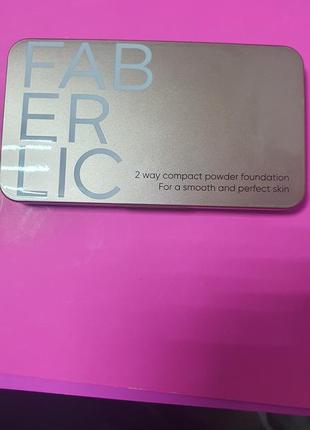 FAB
ER
LIC
2 way compact powder foundation
For a smooth and perfect skin